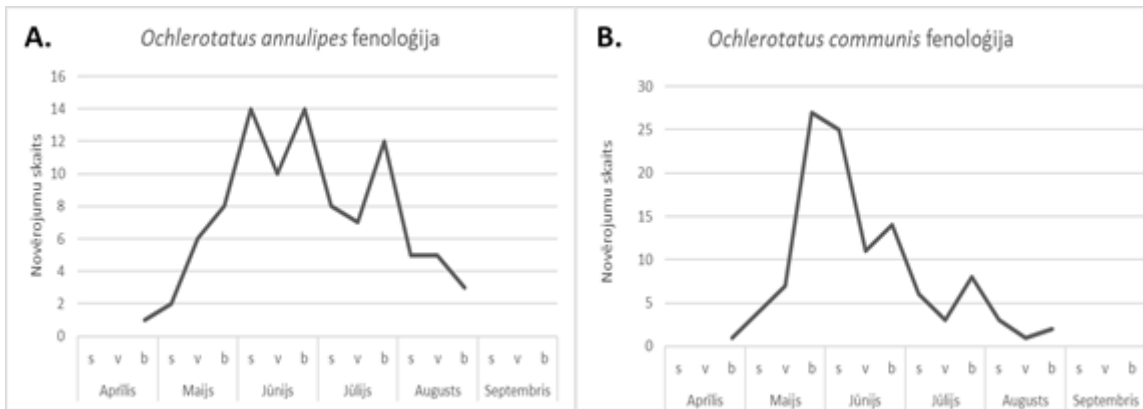 A.
Ochlerotatus annulipes fenoloģija
Novērojumu skaits
16
14
12
10
8
6
4
2
0
s v b s v b s v b s v b s v b s v b
Aprīlis Maijs Jūnijs Jūlijs Augusts Septembris
B.
Ochlerotatus communis fenoloģija
Novērojumu skaits
30
25
20
15
10
5
0
s v b s v b s v b s v b s v b s v b
Aprīlis Maijs Jūnijs Jūlijs Augusts Septembris